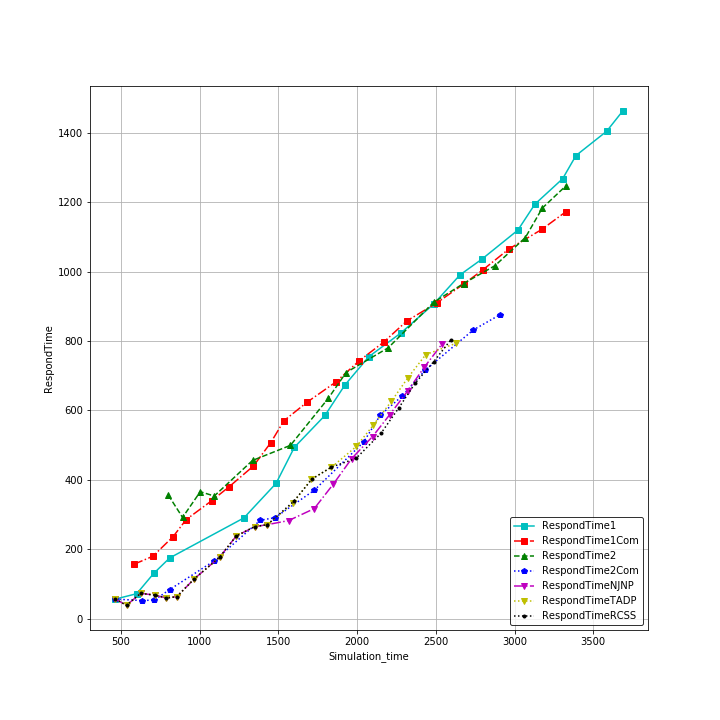 1400
1200
1000
800
600
400
200
0
RespondTime
500
1000
1500
2000
2500
3000
3500
Simulation_time
RespondTime1
RespondTime1Com
RespondTime2
RespondTime2Com
RespondTimeNJNP
RespondTimeTADP
RespondTimeRCSS